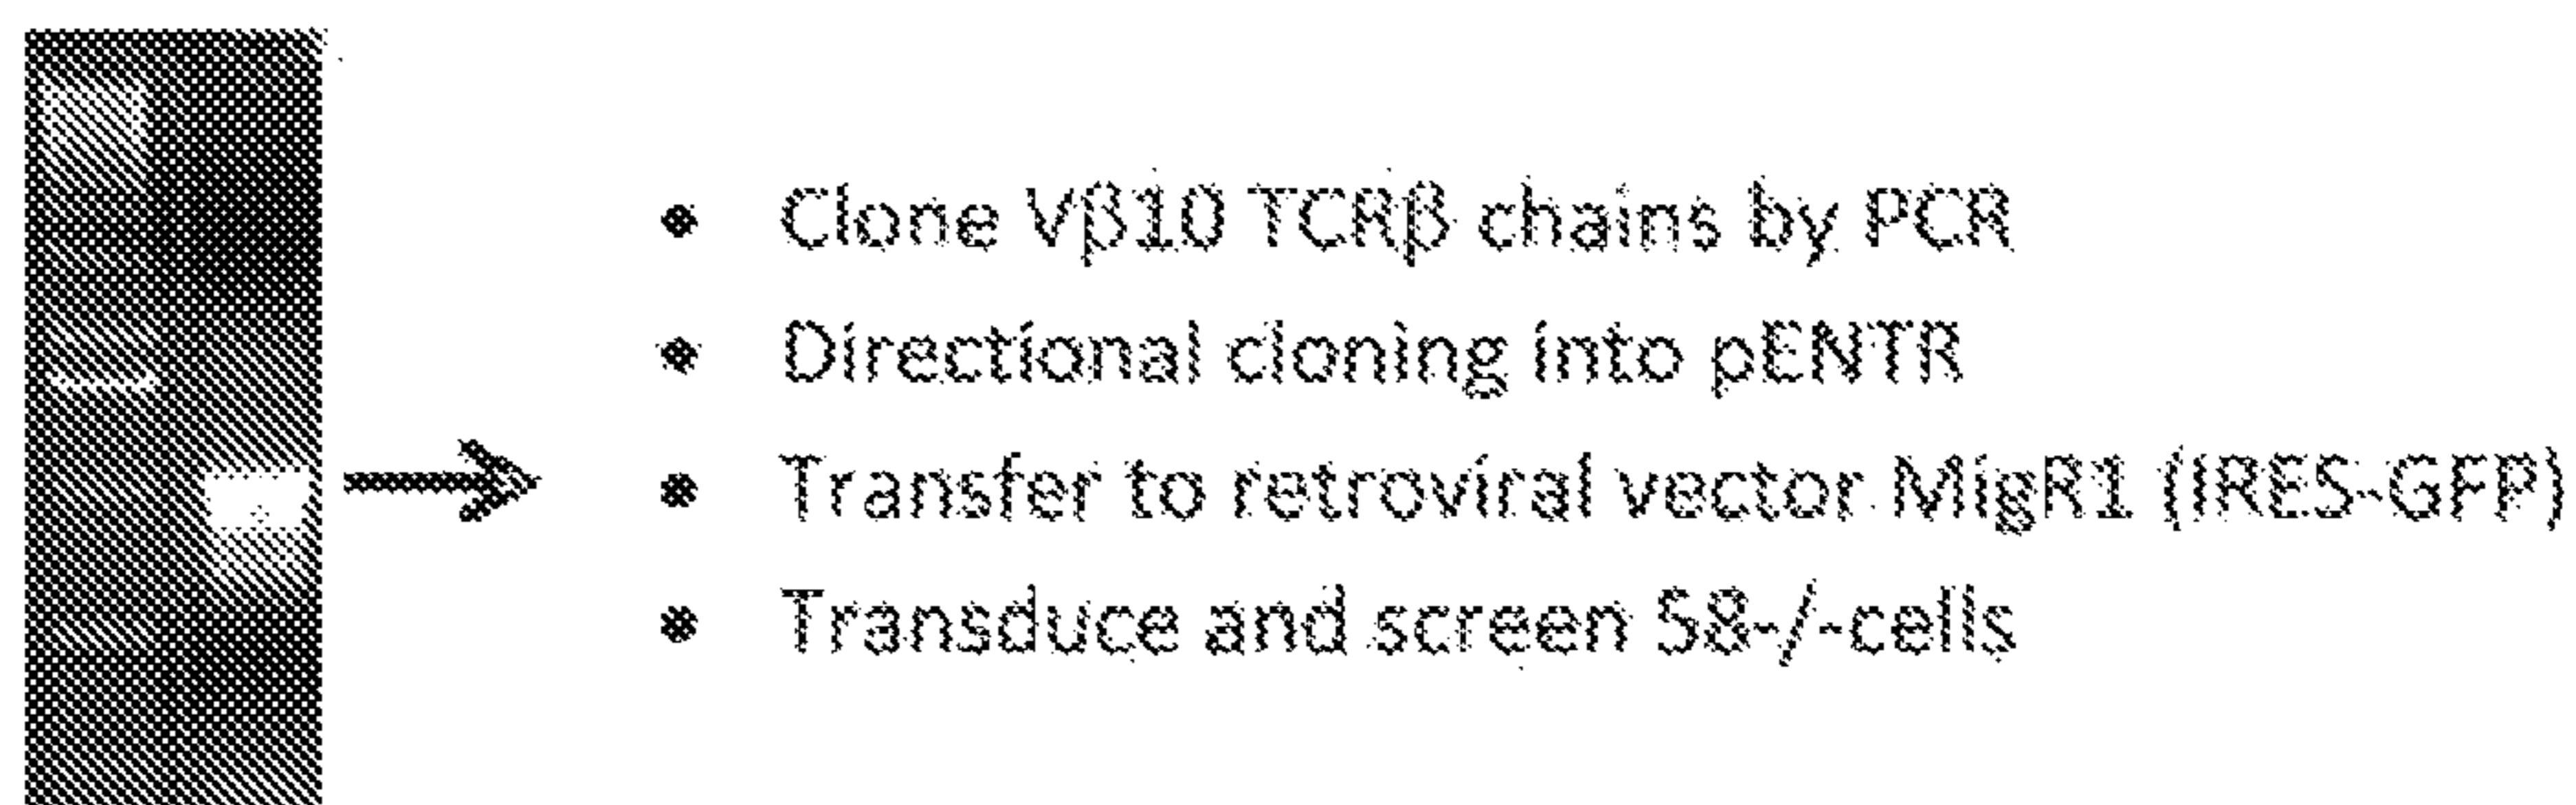 • Clone Vβ10 TCRβ chains by PCR
• Directional cloning into pENTR
• Transfer to retroviral vector MigR1 (IRES-GFP)
• Transduce and screen 58-/-cells